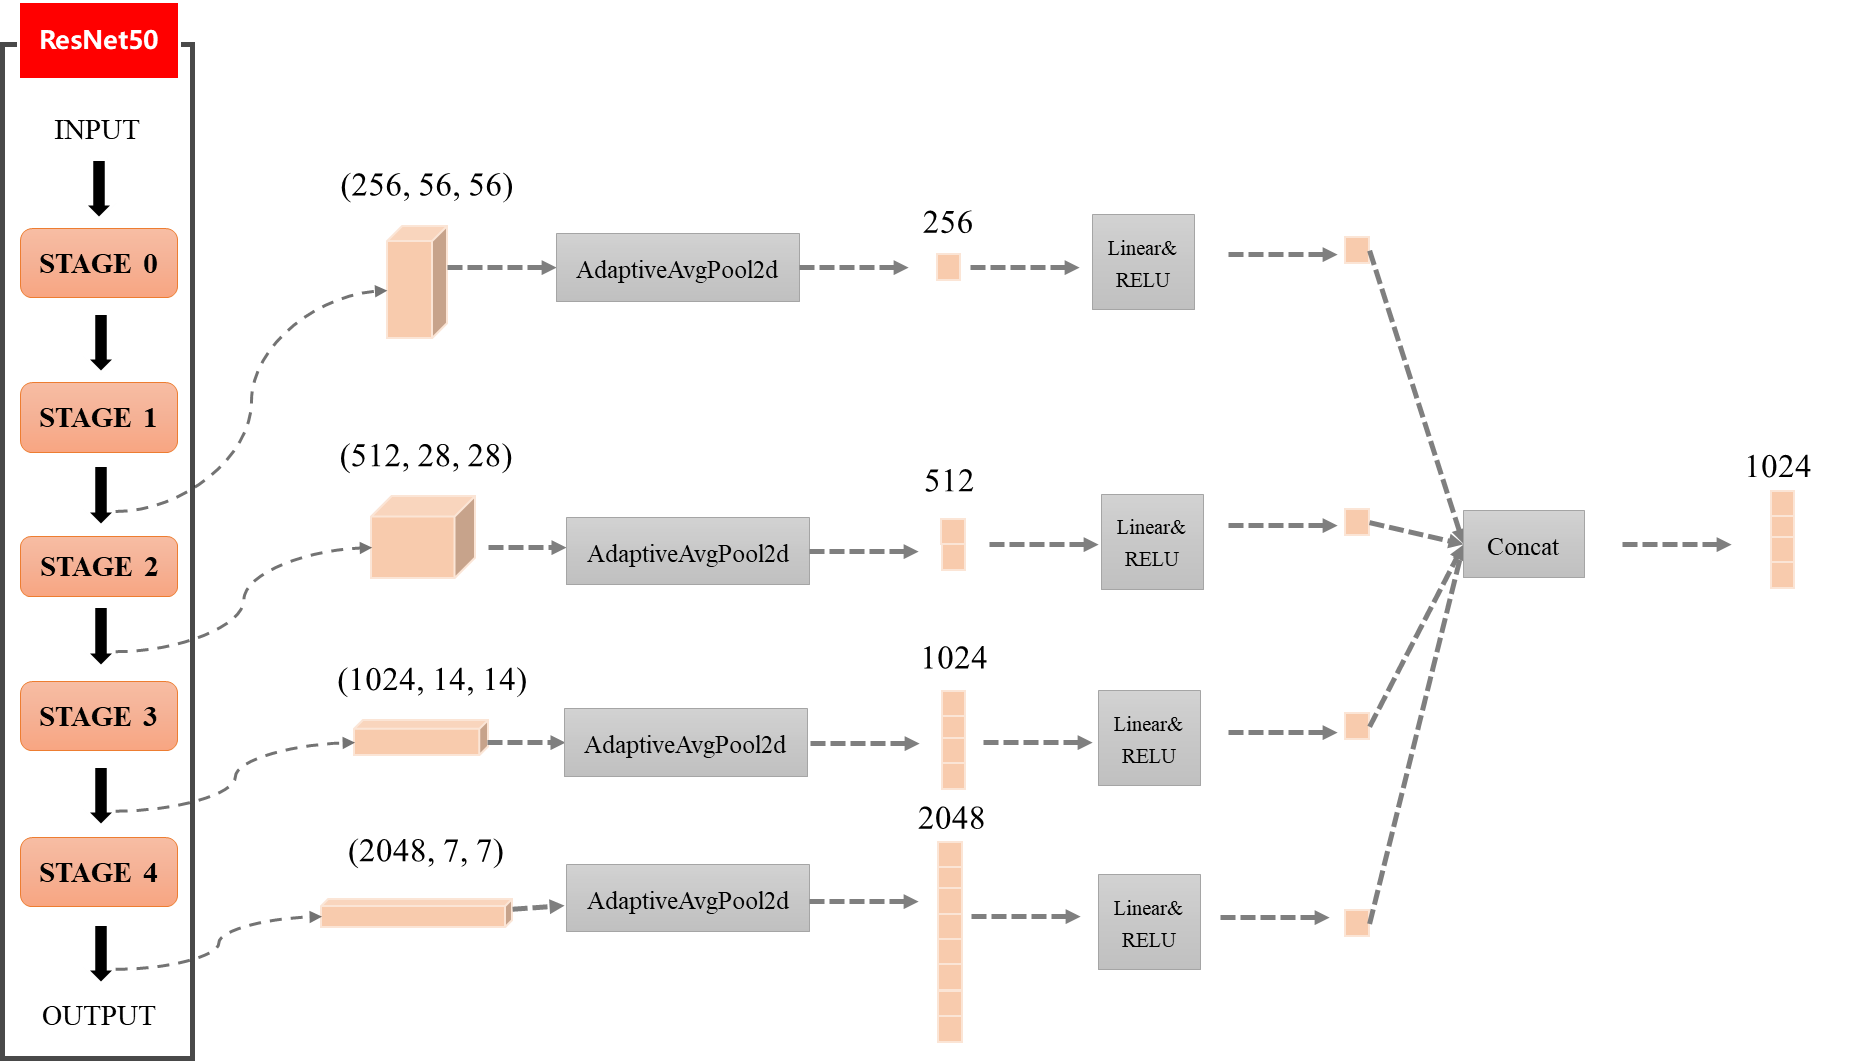 ResNet50
INPUT
STAGE 0
STAGE 1
STAGE 2
STAGE 3
STAGE 4
OUTPUT
(256, 56, 56)
AdaptiveAvgPool2d
256
Linear&
RELU
(512, 28, 28)
AdaptiveAvgPool2d
512
Linear&
RELU
(1024, 14, 14)
AdaptiveAvgPool2d
1024
Linear&
RELU
(2048, 7, 7)
AdaptiveAvgPool2d
2048
Linear&
RELU
Concat
1024